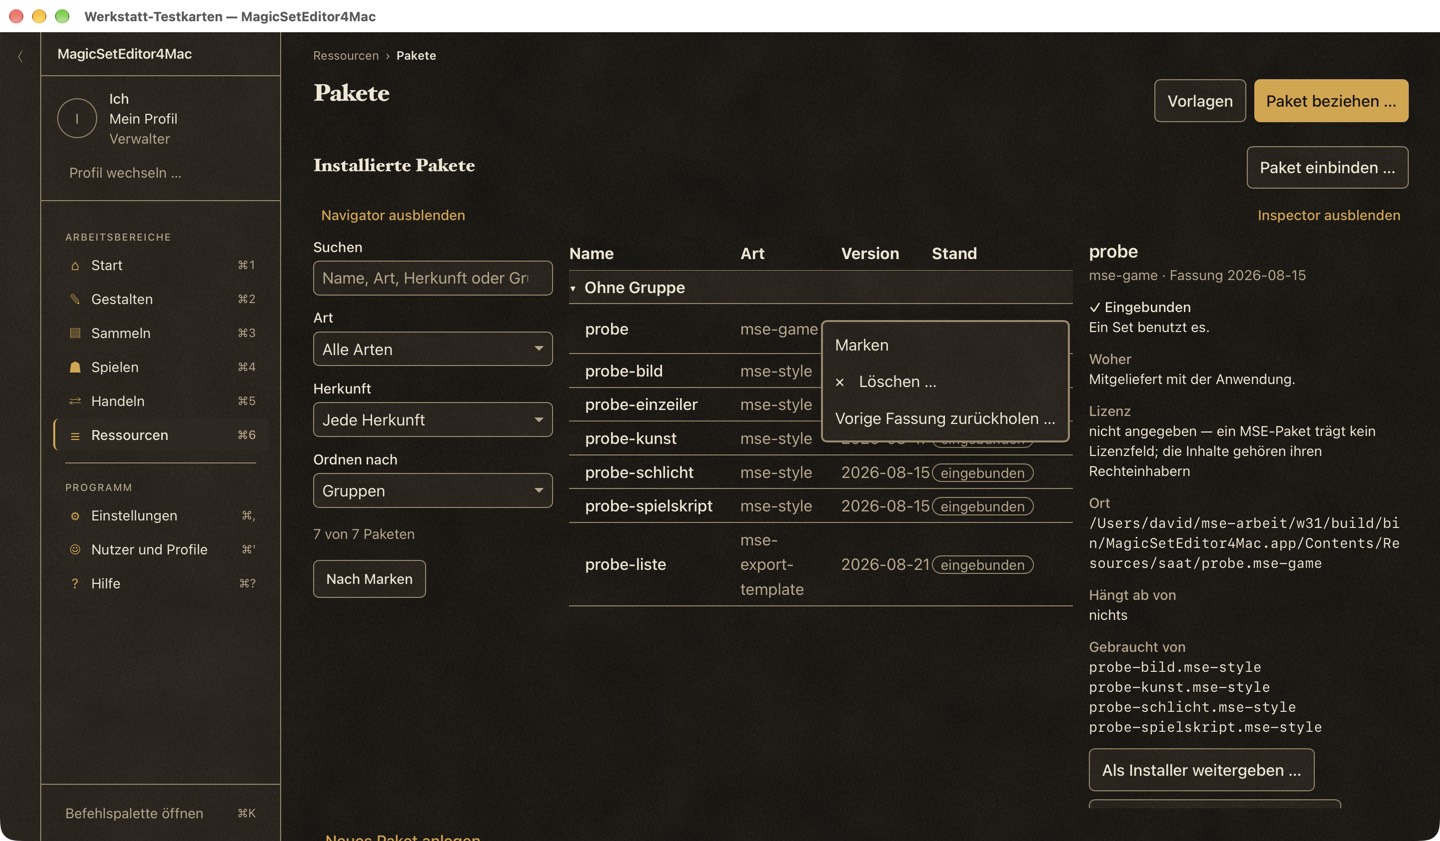 Werkstatt-Testkarten — MagicSetEditor4Mac
MagicSetEditor4Mac
I
Ich
Mein Profil
Verwalter
Profil wechseln ...
ARBEITSBEREICHE
Start ⌘1
Gestalten ⌘2
Sammeln ⌘3
Spielen ⌘4
Handeln ⌘5
Ressourcen ⌘6
PROGRAMM
Einstellungen ⌘,
Nutzer und Profile ⌘'
Hilfe ⌘?
Befehlspalette öffnen ⌘K
Ressourcen › Pakete
Pakete
Vorlagen
Paket beziehen ...
Installierte Pakete
Paket einbinden ...
Navigator ausblenden
Inspector ausblenden
Suchen
Name, Art, Herkunft oder Gru
Art
Alle Arten
Herkunft
Jede Herkunft
Ordnen nach
Gruppen
7 von 7 Paketen
Nach Marken
Name Art Version Stand
Ohne Gruppe
probe mse-game
probe-bild mse-style
probe-einzeiler mse-style
probe-kunst mse-style
probe-schlicht mse-style 2026-08-15 eingebunden
probe-spielskript mse-style 2026-08-15 eingebunden
probe-liste mse-export-template 2026-08-21 eingebunden
Marken
× Löschen ...
Vorige Fassung zurückholen ...
probe
mse-game · Fassung 2026-08-15
✓ Eingebunden
Ein Set benutzt es.
Woher
Mitgeliefert mit der Anwendung.
Lizenz
nicht angegeben — ein MSE-Paket trägt kein
Lizenzfeld; die Inhalte gehören ihren
Rechteinhabern
Ort
/Users/david/mse-arbeit/w31/build/bi
n/MagicSetEditor4Mac.app/Contents/Re
sources/saat/probe.mse-game
Hängt ab von
nichts
Gebraucht von
probe-bild.mse-style
probe-kunst.mse-style
probe-schlicht.mse-style
probe-spielskript.mse-style
Als Installer weitergeben ...
Neues Paket anlegen